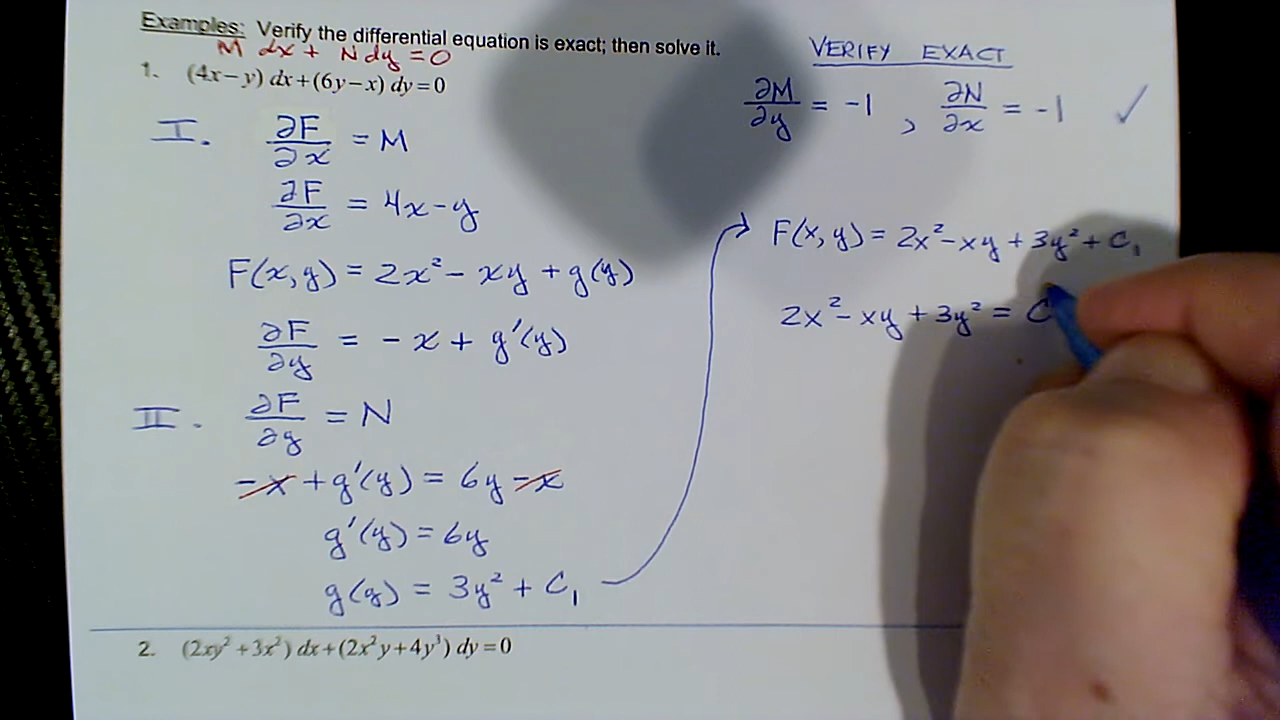 Examples: Verify the differential equation is exact; then solve it.
M dx + N dy = 0
1. (4x−y) dx+(6y−x) dy=0
I. ∂F/∂x = M
∂F/∂x = 4x−y
F(x,y) = 2x² − xy + g(y)
∂F/∂y = −x + g'(y)
II. ∂F/∂y = N
−x + g'(y) = 6y −x
g'(y) = 6y
g(y) = 3y² + C₁
VERIFY EXACT
∂M/∂y = −1 , ∂N/∂x = −1 ✓
F(x,y) = 2x² − xy + 3y² + C₁
2x² − xy + 3y² = C
2. (2xy² +3x²) dx+(2x²y+4y³) dy=0